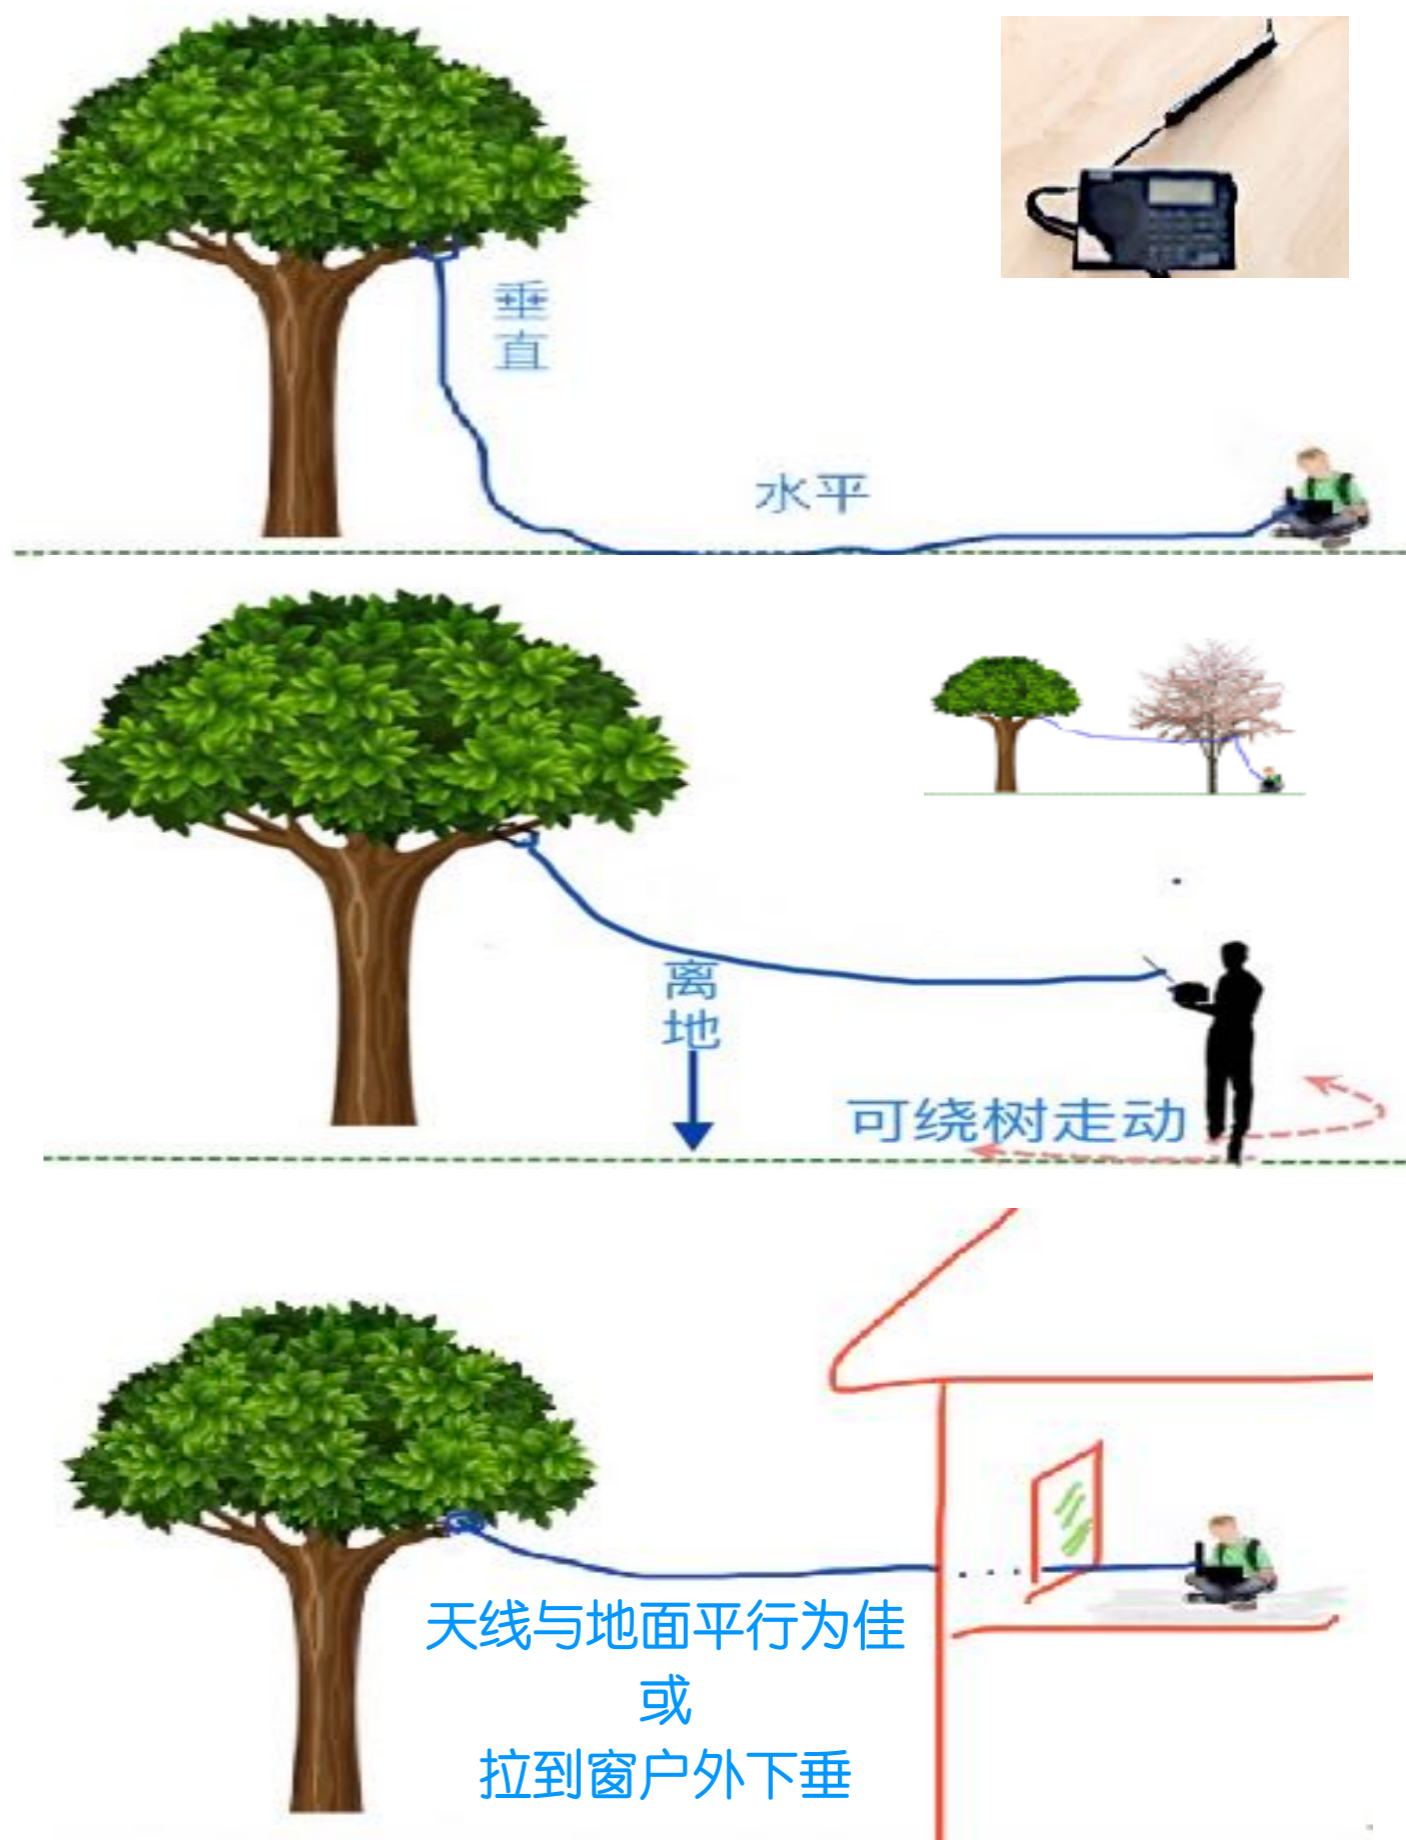 垂直
水平
离地
可绕树走动
天线与地面平行为佳
或
拉到窗户外下垂